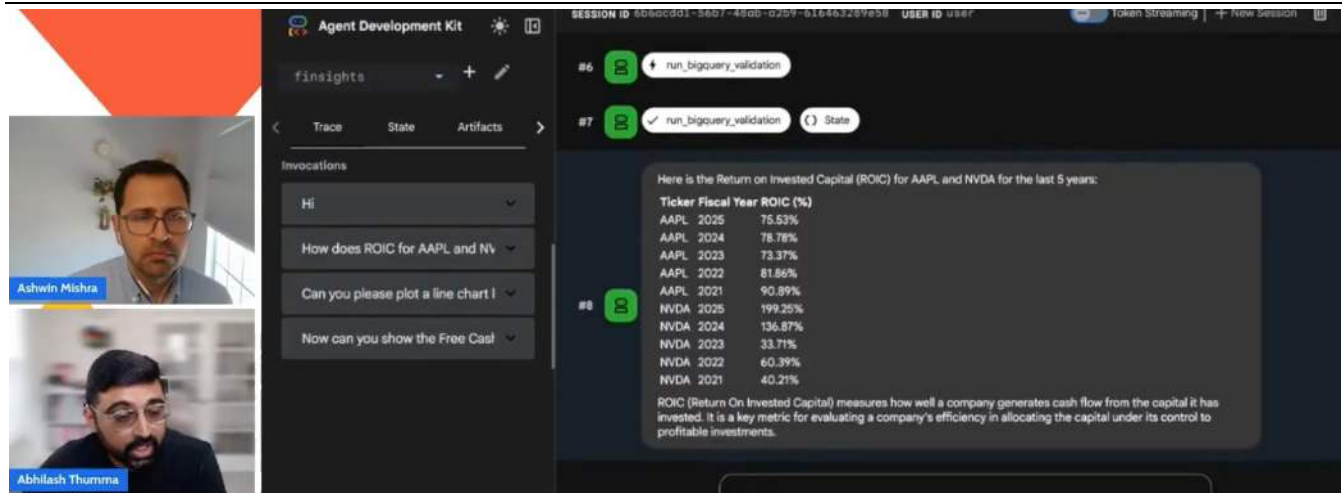 Agent Development Kit
finsights
Trace State Artifacts
Invocations
Hi
How does ROIC for AAPL and NV
Can you please plot a line chart l
Now can you show the Free Cash
Ashwin Mishra
Abhilash Thumma
SESSION ID USER ID user Token Streaming + New Session
#6 run_bigquery_validation
#7 run_bigquery_validation State
Here is the Return on Invested Capital (ROIC) for AAPL and NVDA for the last 5 years:
Ticker Fiscal Year ROIC (%)
AAPL 2025 75.53%
AAPL 2024 78.78%
AAPL 2023 73.37%
AAPL 2022 81.86%
AAPL 2021 90.89%
#8
NVDA 2025 199.25%
NVDA 2024 136.87%
NVDA 2023 33.71%
NVDA 2022 60.39%
NVDA 2021 40.21%
ROIC (Return On Invested Capital) measures how well a company generates cash flow from the capital it has
invested. It is a key metric for evaluating a company's efficiency in allocating the capital under its control to
profitable investments.